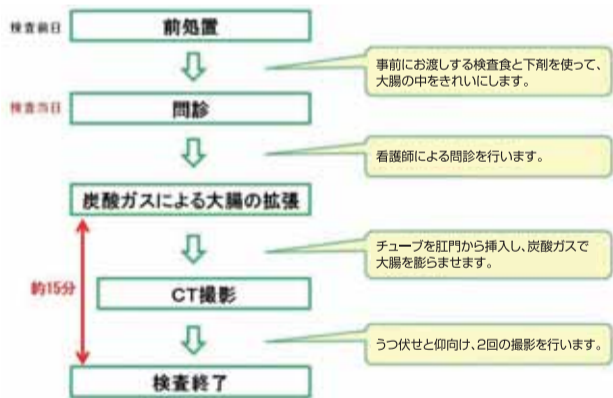 検査前日
前処置
事前にお渡しする検査食と下剤を使って、
大腸の中をきれいにします。
検査当日
問診
看護師による問診を行います。
炭酸ガスによる大腸の拡張
チューブを肛門から挿入し、炭酸ガスで
大腸を膨らませます。
約15分
CT撮影
うつ伏せと仰向け、2回の撮影を行います。
検査終了